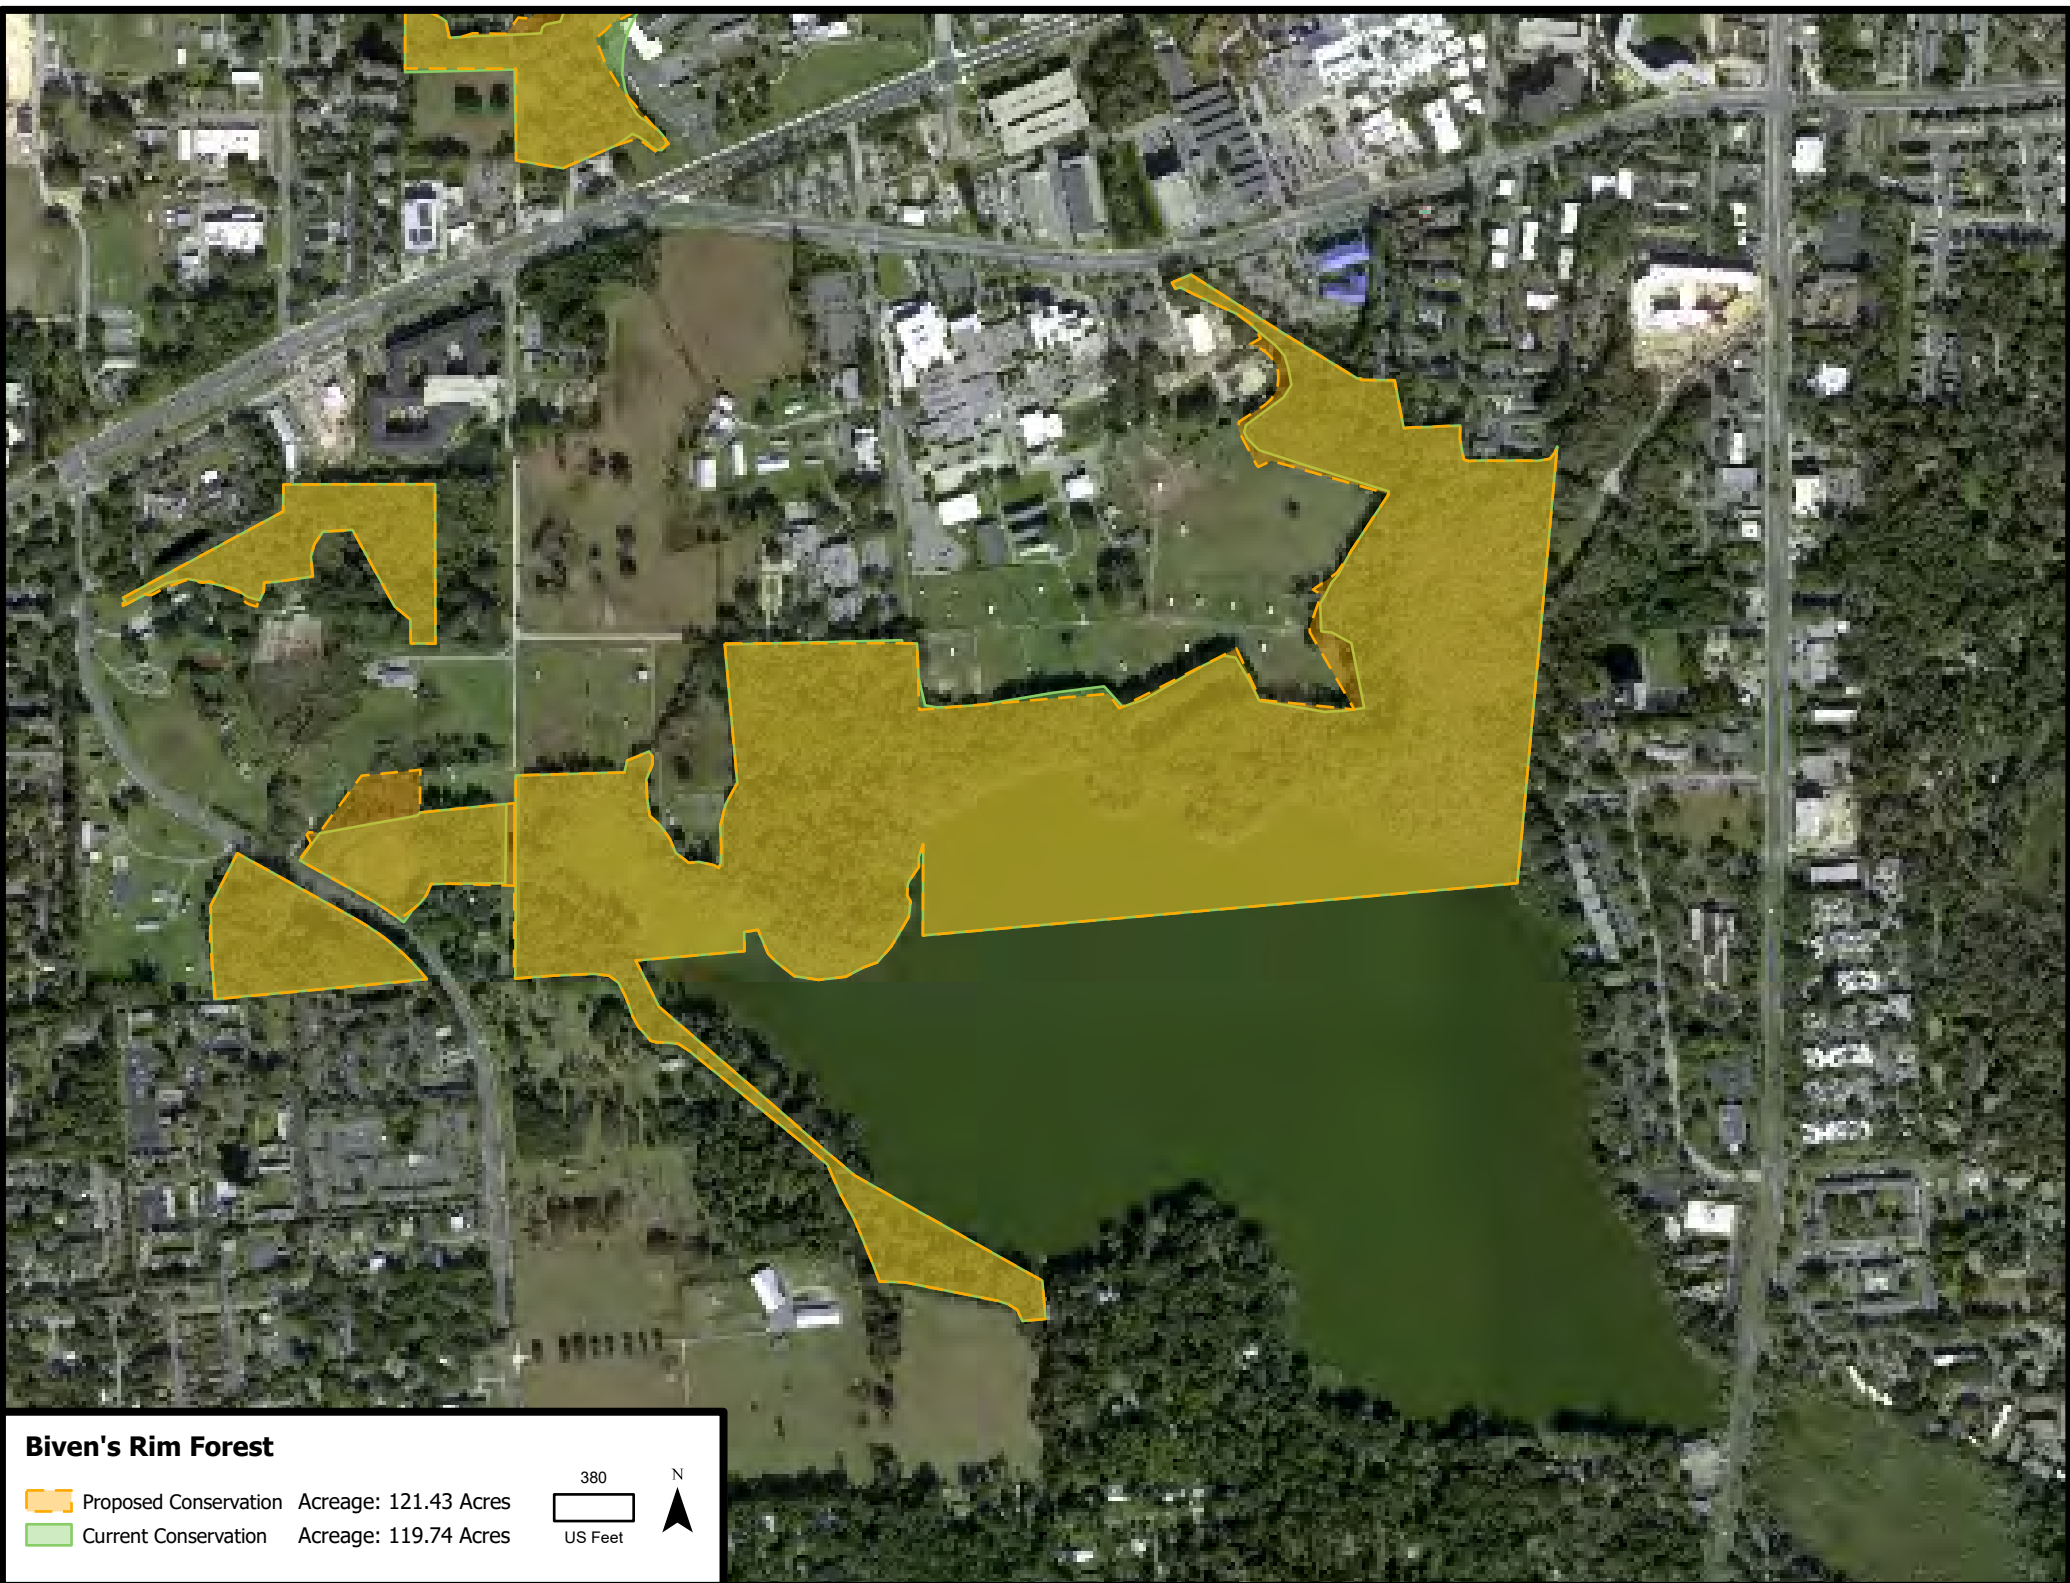 Biven's Rim Forest
Proposed Conservation Acreage: 121.43 Acres
Current Conservation Acreage: 119.74 Acres
380
US Feet
N